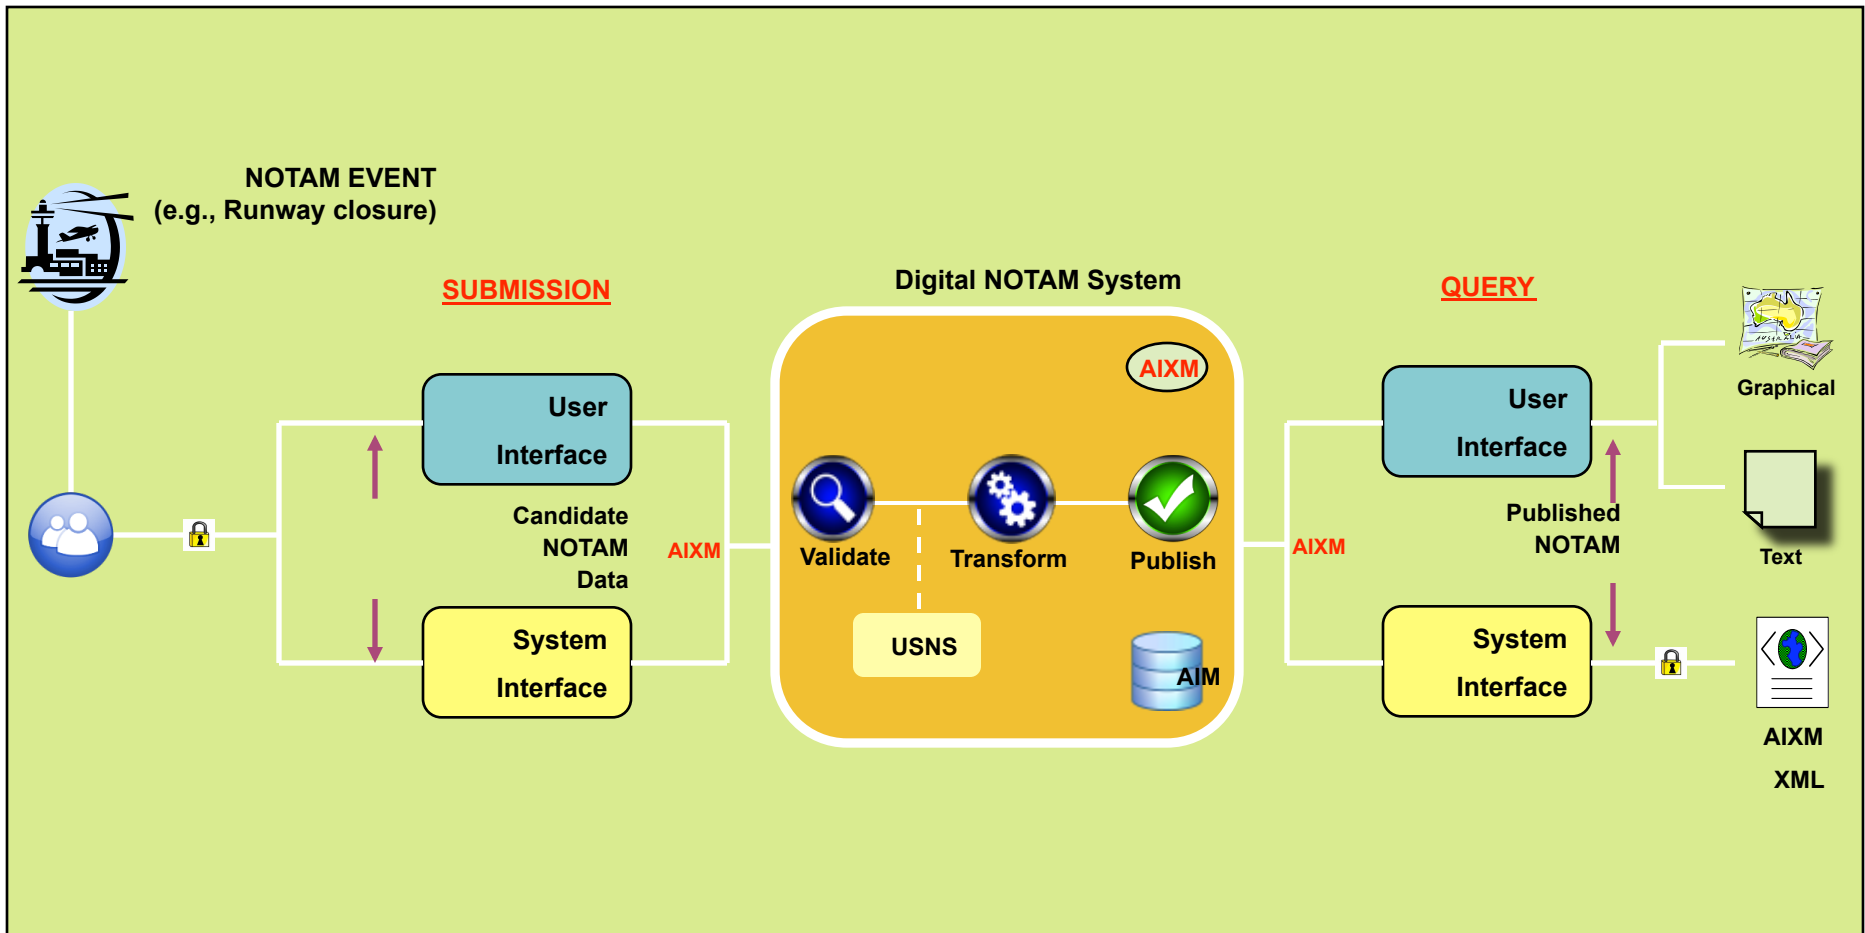 NOTAM EVENT
(e.g., Runway closure)
SUBMISSION
User
Interface
Candidate
NOTAM
Data
System
Interface
AIXM
Digital NOTAM System
AIXM
Validate
Transform
Publish
USNS
AIM
AIXM
QUERY
User
Interface
Published
NOTAM
System
Interface
AUSTRALIA
Graphical
Text
AIXM
XML